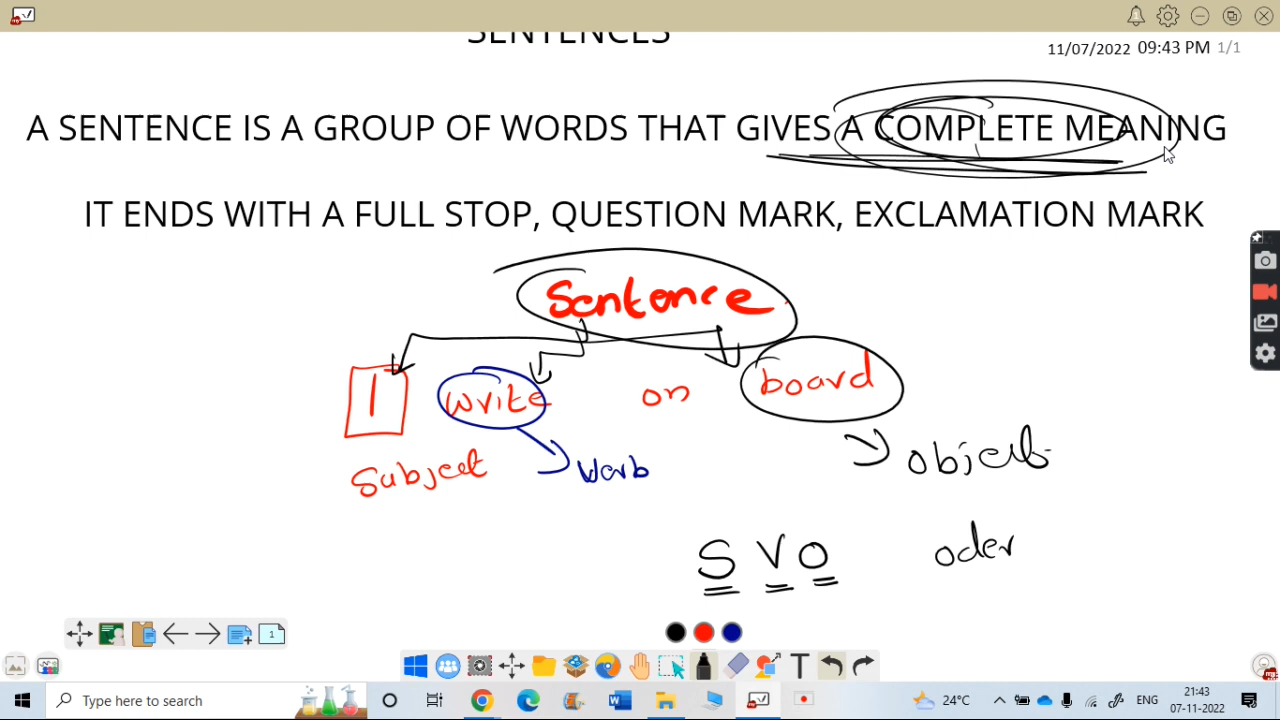 SENTENCES
11/07/2022 09:43 PM 1/1
A SENTENCE IS A GROUP OF WORDS THAT GIVES A COMPLETE MEANING
IT ENDS WITH A FULL STOP, QUESTION MARK, EXCLAMATION MARK
Sentence
I write on board
Subject Warb object
S V O oder
1
T
Type here to search
24°C
ENG
21:43
07-11-2022